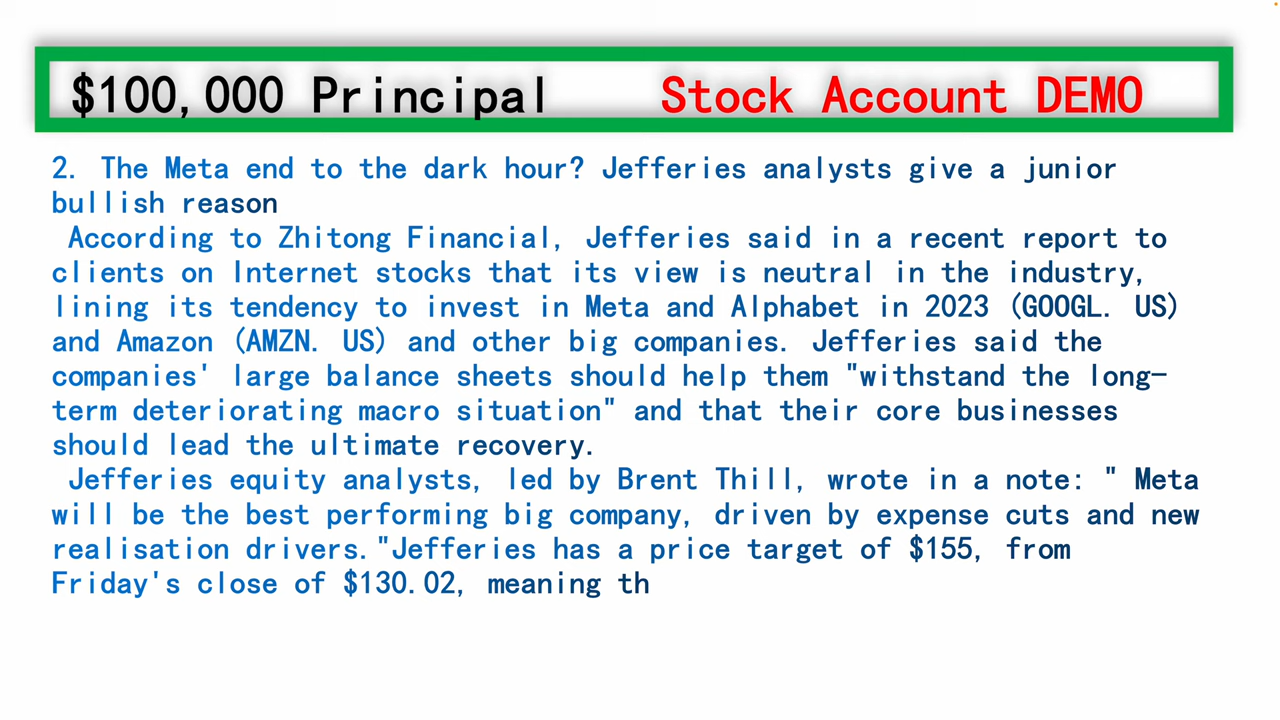 $100,000 Principal Stock Account DEMO
2. The Meta end to the dark hour? Jefferies analysts give a junior
bullish reason
According to Zhitong Financial, Jefferies said in a recent report to
clients on Internet stocks that its view is neutral in the industry,
lining its tendency to invest in Meta and Alphabet in 2023 (GOOGL. US)
and Amazon (AMZN. US) and other big companies. Jefferies said the
companies' large balance sheets should help them "withstand the long-
term deteriorating macro situation" and that their core businesses
should lead the ultimate recovery.
Jefferies equity analysts, led by Brent Thill, wrote in a note: " Meta
will be the best performing big company, driven by expense cuts and new
realisation drivers."Jefferies has a price target of $155, from
Friday's close of $130.02, meaning th